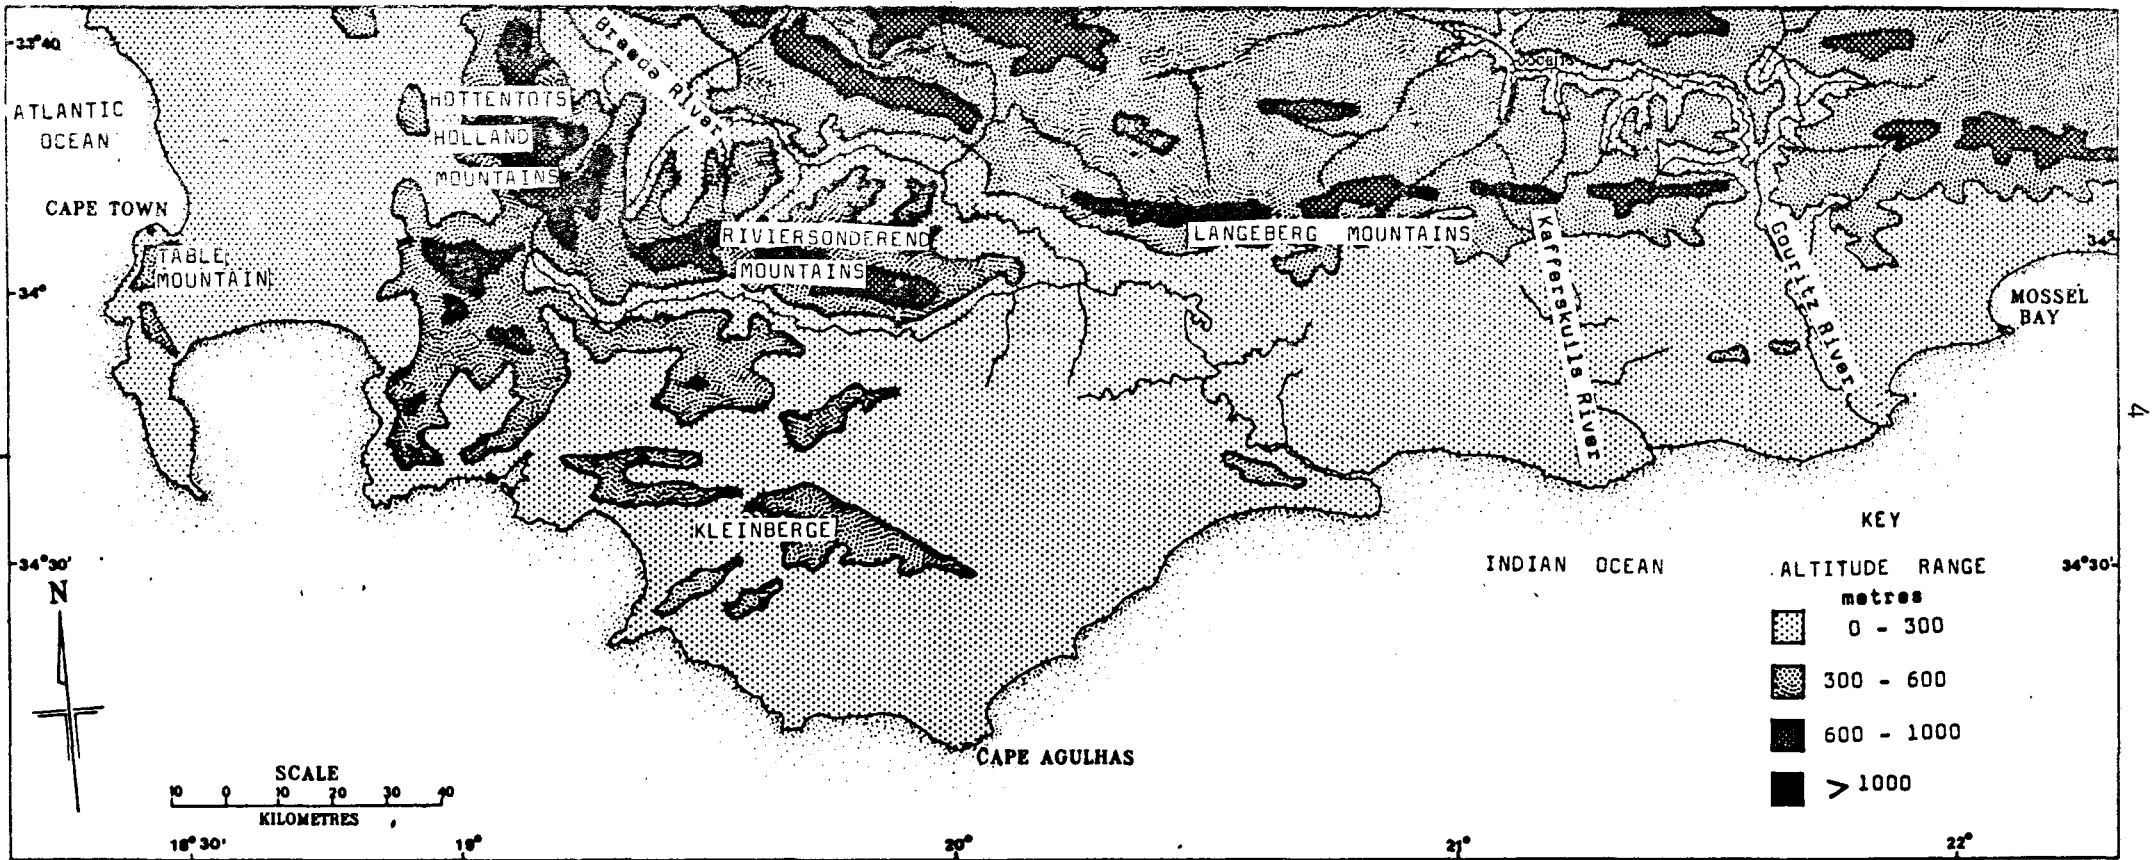 33°40
Breede River
HOTTENTOTS
HOLLAND
MOUNTAINS
ATLANTIC
OCEAN
CAPE TOWN
TABLE
MOUNTAIN
RIVIERSONDEREND
MOUNTAINS
LANGEBERG MOUNTAINS
Kafferskuils River
Gouritz River
34°
34°
MOSSEL
BAY
4
KLEINBERGE
34°30'
N
INDIAN OCEAN
34°30'
CAPE AGULHAS
KEY
ALTITUDE RANGE
metres
0 - 300
300 - 600
600 - 1000
> 1000
SCALE
10 0 10 20 30 40
KILOMETRES
18°30' 19° 20° 21° 22°